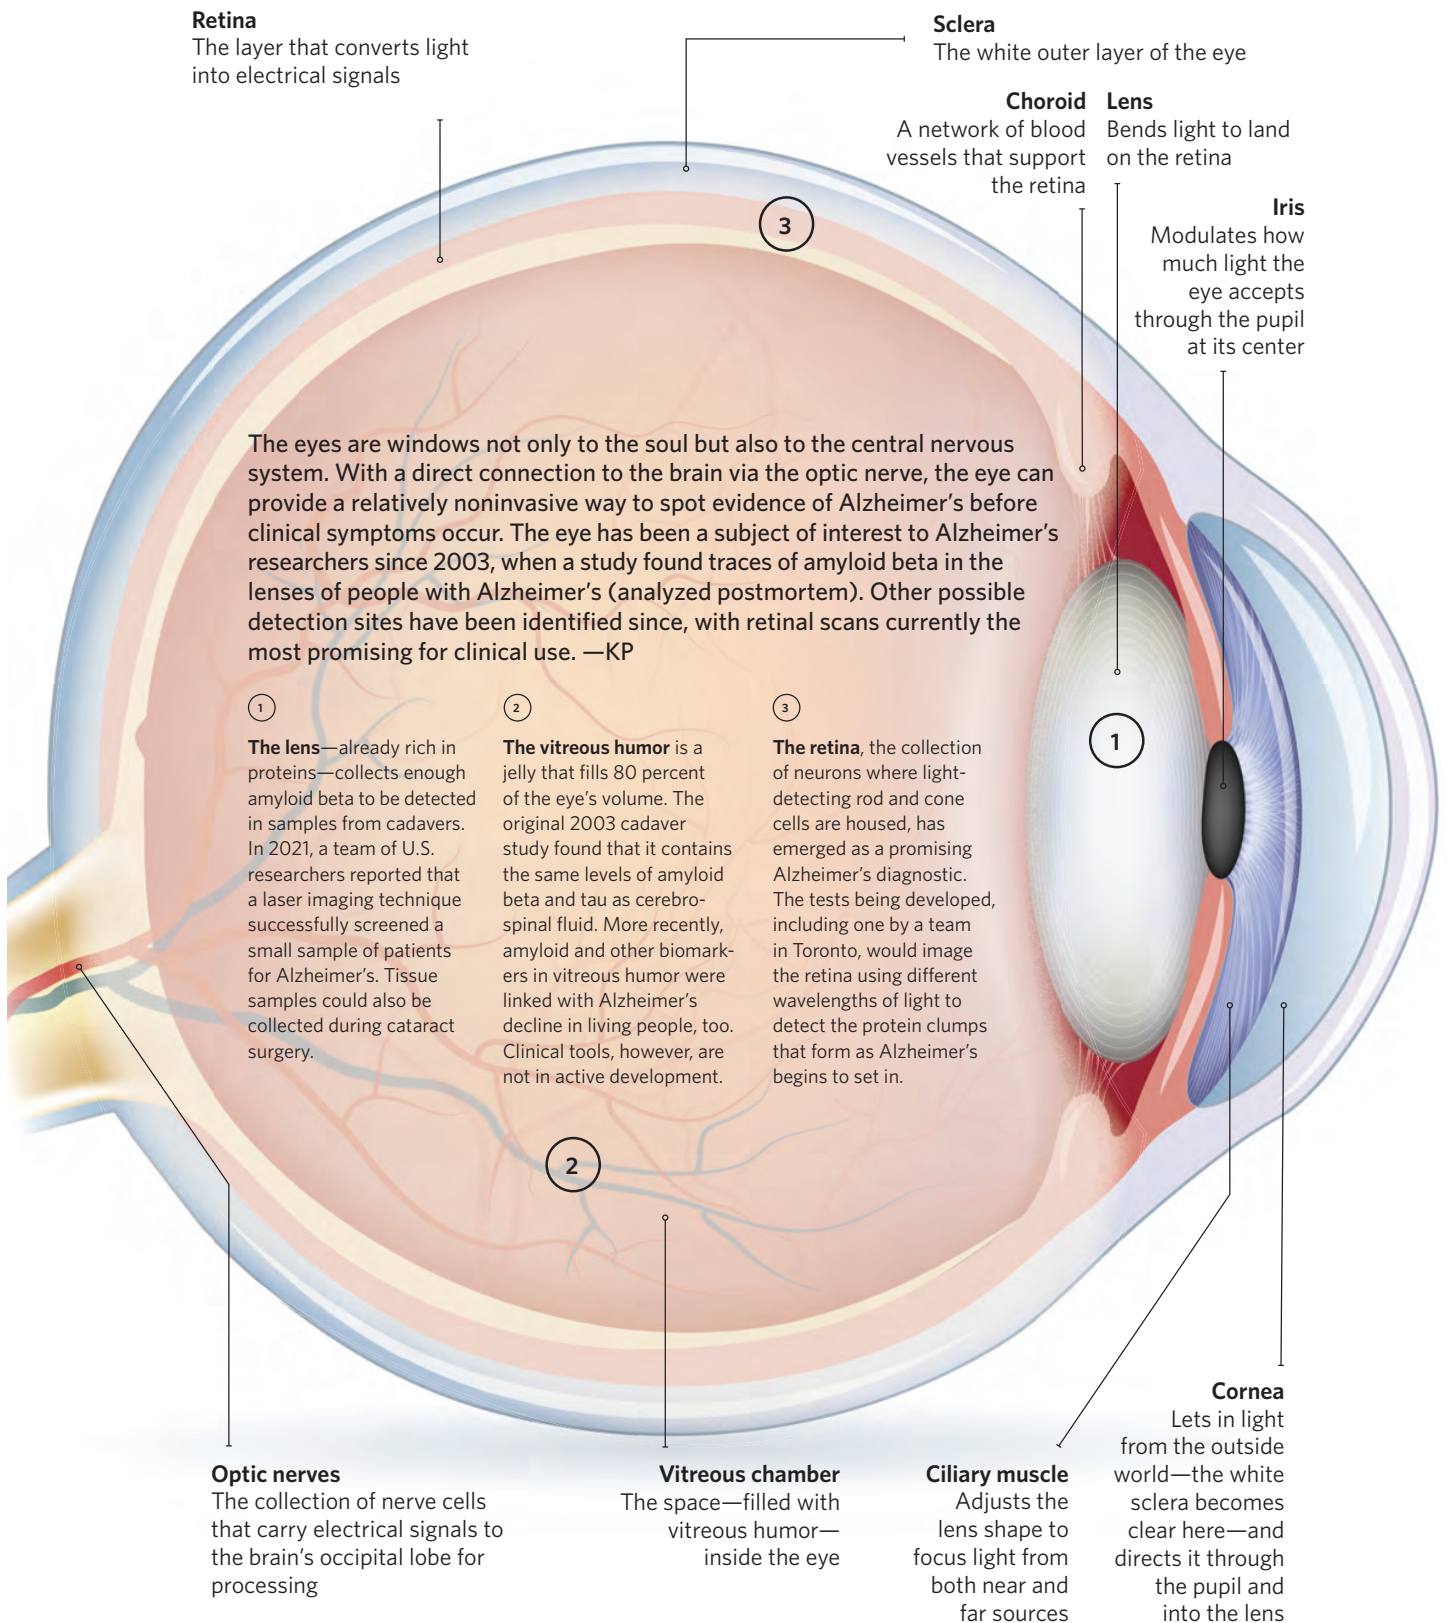 Retina
The layer that converts light
into electrical signals
Sclera
The white outer layer of the eye
Choroid
A network of blood
vessels that support
the retina
Lens
Bends light to land
on the retina
Iris
Modulates how
much light the
eye accepts
through the pupil
at its center
3
The eyes are windows not only to the soul but also to the central nervous
system. With a direct connection to the brain via the optic nerve, the eye can
provide a relatively noninvasive way to spot evidence of Alzheimer's before
clinical symptoms occur. The eye has been a subject of interest to Alzheimer's
researchers since 2003, when a study found traces of amyloid beta in the
lenses of people with Alzheimer's (analyzed postmortem). Other possible
detection sites have been identified since, with retinal scans currently the
most promising for clinical use. —KP
1
The lens—already rich in
proteins—collects enough
amyloid beta to be detected
in samples from cadavers.
In 2021, a team of U.S.
researchers reported that
a laser imaging technique
successfully screened a
small sample of patients
for Alzheimer's. Tissue
samples could also be
collected during cataract
surgery.
2
The vitreous humor is a
jelly that fills 80 percent
of the eye's volume. The
original 2003 cadaver
study found that it contains
the same levels of amyloid
beta and tau as cerebro-
spinal fluid. More recently,
amyloid and other biomark-
ers in vitreous humor were
linked with Alzheimer's
decline in living people, too.
Clinical tools, however, are
not in active development.
3
The retina, the collection
of neurons where light-
detecting rod and cone
cells are housed, has
emerged as a promising
Alzheimer's diagnostic.
The tests being developed,
including one by a team
in Toronto, would image
the retina using different
wavelengths of light to
detect the protein clumps
that form as Alzheimer's
begins to set in.
1
2
Optic nerves
The collection of nerve cells
that carry electrical signals to
the brain's occipital lobe for
processing
Vitreous chamber
The space—filled with
vitreous humor—
inside the eye
Ciliary muscle
Adjusts the
lens shape to
focus light from
both near and
far sources
Cornea
Lets in light
from the outside
world—the white
sclera becomes
clear here—and
directs it through
the pupil and
into the lens